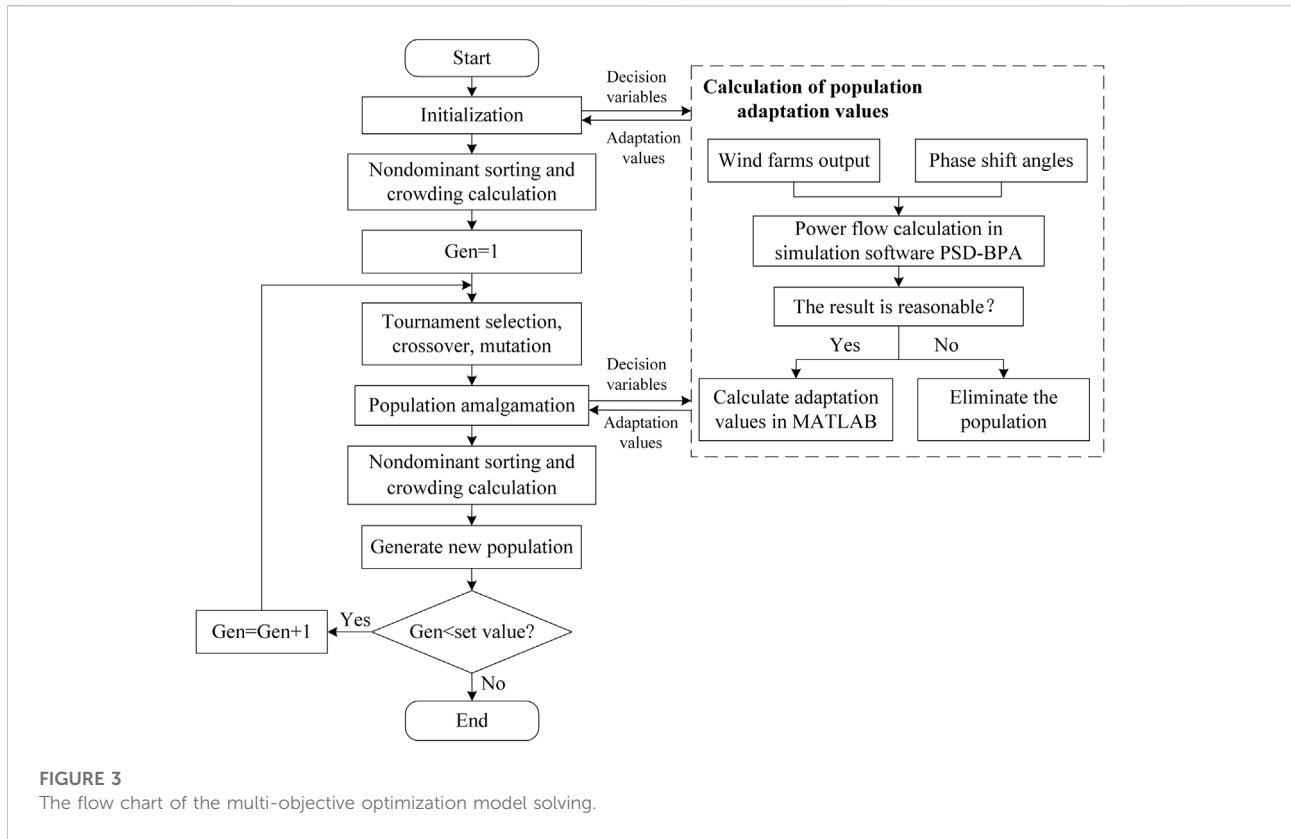 Start
Initialization
Nondominant sorting and
crowding calculation
Gen=1
Tournament selection,
crossover, mutation
Population amalgamation
Nondominant sorting and
crowding calculation
Generate new population
Gen<set value?
Yes
Gen=Gen+1
No
End
Decision
variables
Adaptation
values
Decision
variables
Adaptation
values
Calculation of population
adaptation values
Wind farms output
Phase shift angles
Power flow calculation in
simulation software PSD-BPA
The result is reasonable?
Yes
No
Calculate adaptation
values in MATLAB
Eliminate the
population
FIGURE 3
The flow chart of the multi-objective optimization model solving.